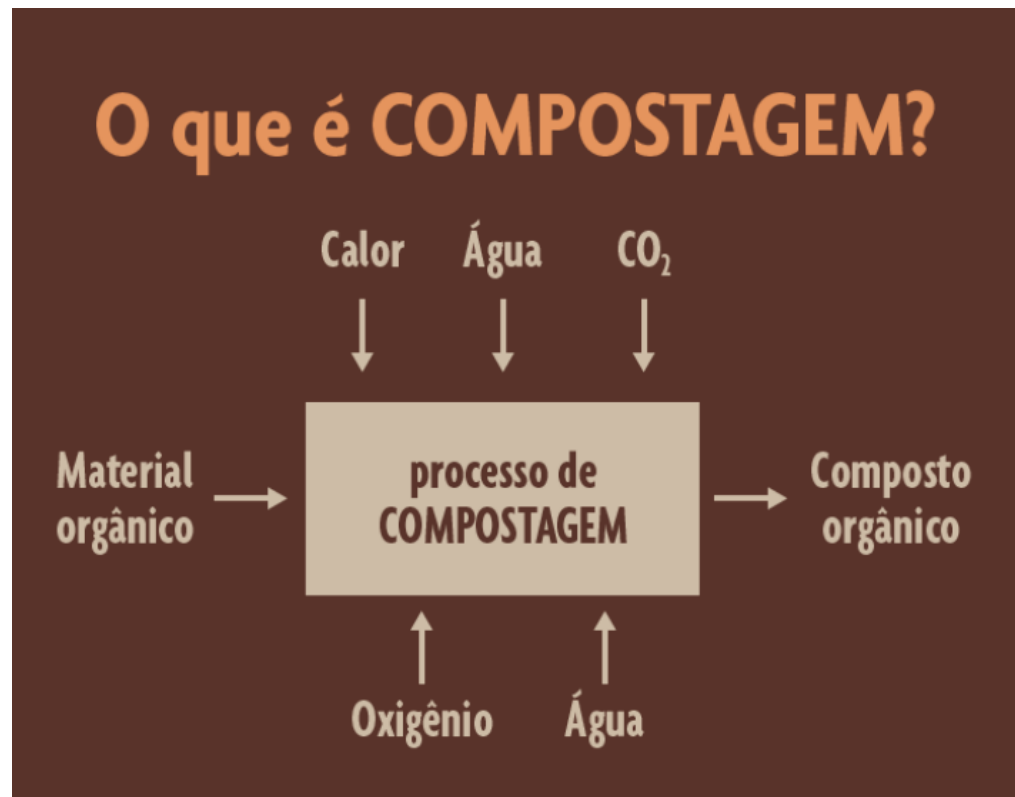 O que é COMPOSTAGEM?
Calor
Água
CO₂
Material
orgânico
processo de
COMPOSTAGEM
Composto
orgânico
Oxigênio
Água